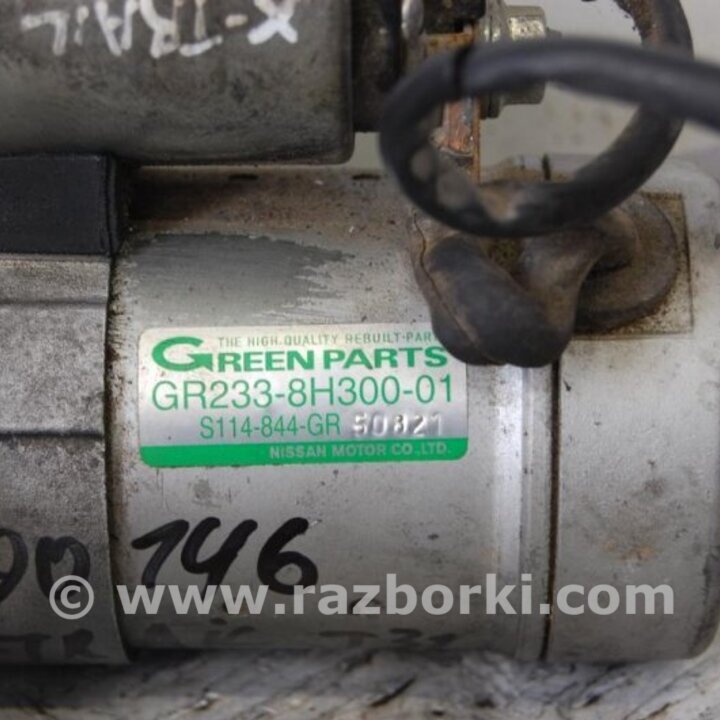 X-TRAIL
THE HIGH-QUALITY REBUILT-PAR
GREEN PARTS
GR233-8H300-01
S114-844-GR 50821
NISSAN MOTOR CO.,LTD.
146
© www.razborki.com